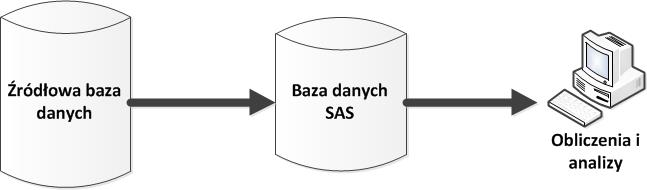 Źródłowa baza
danych
Baza danych
SAS
Obliczenia i
analizy